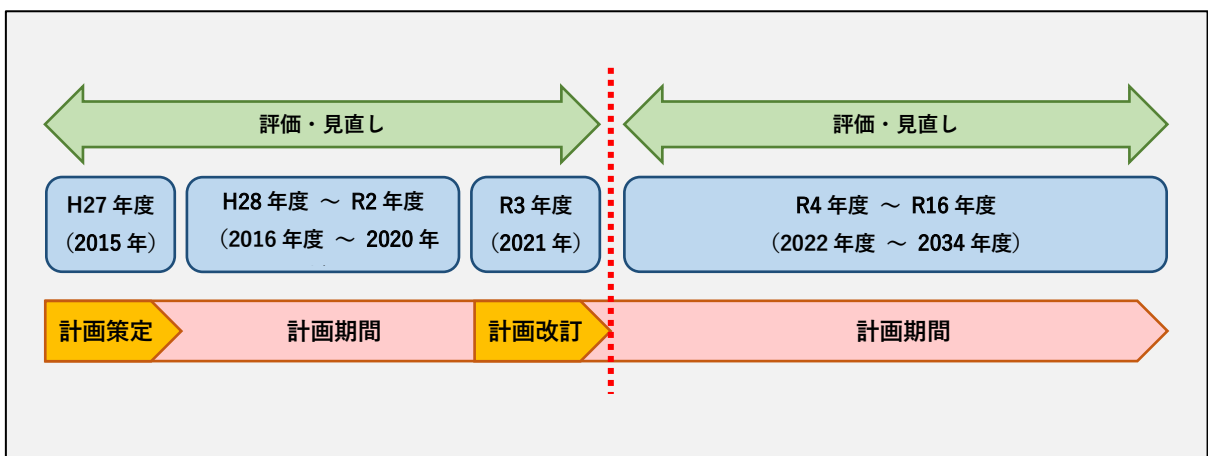 評価・見直し
評価・見直し
H27 年度
（2015 年）
H28 年度 ～ R2 年度
（2016 年度 ～ 2020 年
R3 年度
（2021 年）
R4 年度 ～ R16 年度
（2022 年度 ～ 2034 年度）
計画策定
計画期間
計画改訂
計画期間